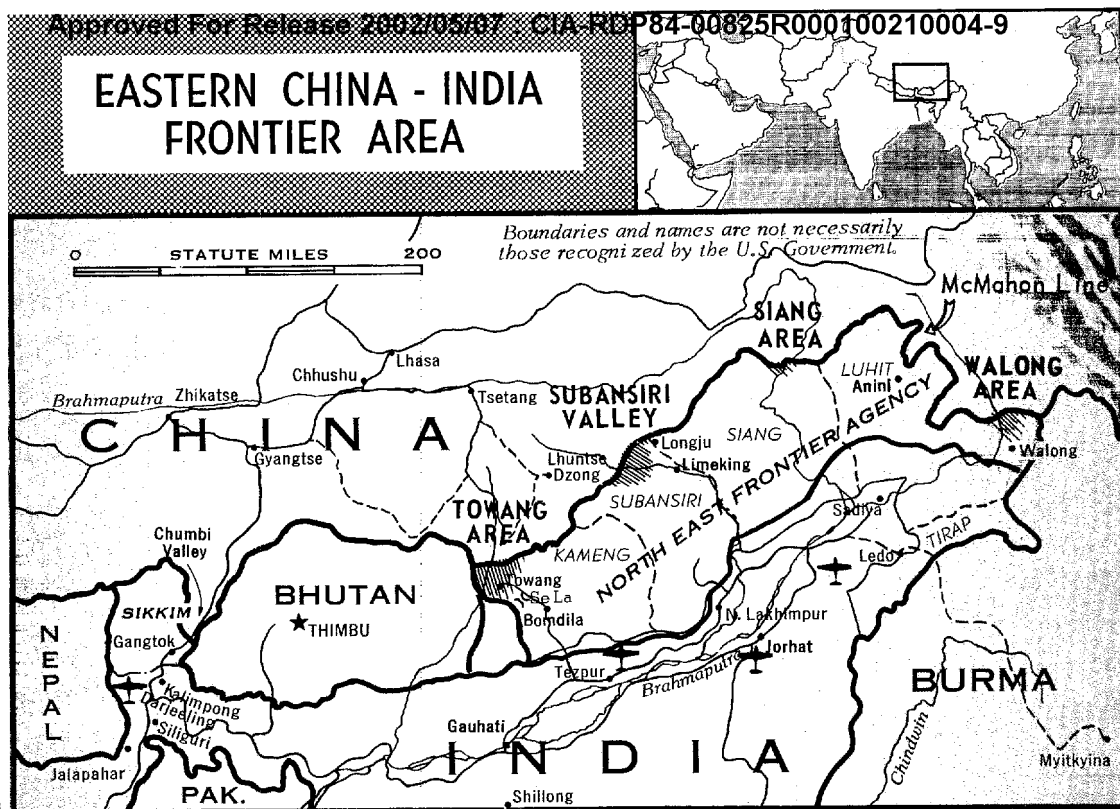 Approved For Release 2007/05/07 : CIA-RDP84-00825R000100210004-9
EASTERN CHINA - INDIA
FRONTIER AREA
Boundaries and names are not necessarily
those recognized by the U.S. Government.
0 STATUTE MILES 200
McMahon Line
SIANG
AREA
WALONG
AREA
LUHIT
Anini
Lhasa
Chhushu
Brahmaputra
Zhikatse
Tsetang
SUBANSIRI
VALLEY
CHINA
Gyangtse
Longju
SIANG
Walong
Lhuntse
Dzong
Limeking
SUBANSIRI
NORTH EAST FRONTIER AGENCY
Sadiya
TOWANG
AREA
Chumbi
Valley
KAMENG
TIRAP
Ledo
BHUTAN
Towang
Se La
Bomdila
SIKKIM
THIMBU
N. Lakhimpur
NEPAL
Gangtok
Jorhat
Tezpur
Brahmaputra
BURMA
Kalimpong
Darjeeling
Siliguri
Gauhati
INDIA
Chindwin
Jalapahar
Myitkyina
PAK.
Shillong